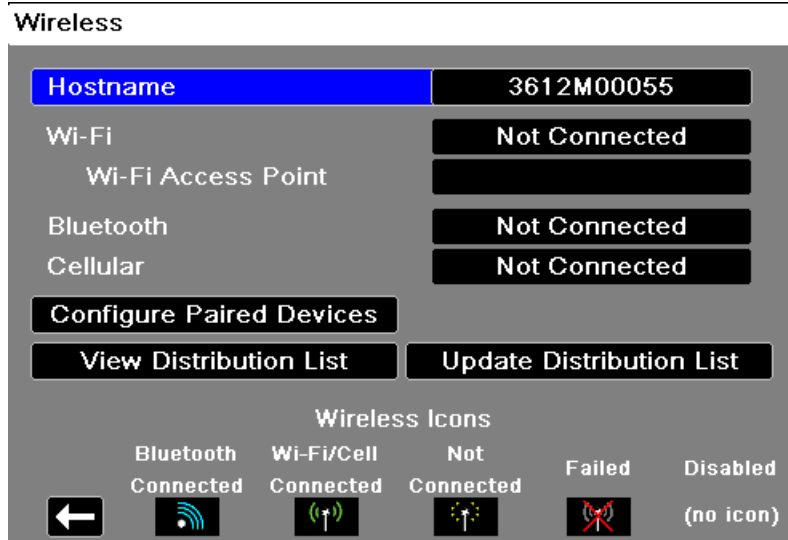 Wireless
Hostname 3612M00055
Wi-Fi Not Connected
Wi-Fi Access Point
Bluetooth Not Connected
Cellular Not Connected
Configure Paired Devices
View Distribution List Update Distribution List
Wireless Icons
Bluetooth Connected
Wi-Fi/Cell Connected
Not Connected
Failed
Disabled (no icon)